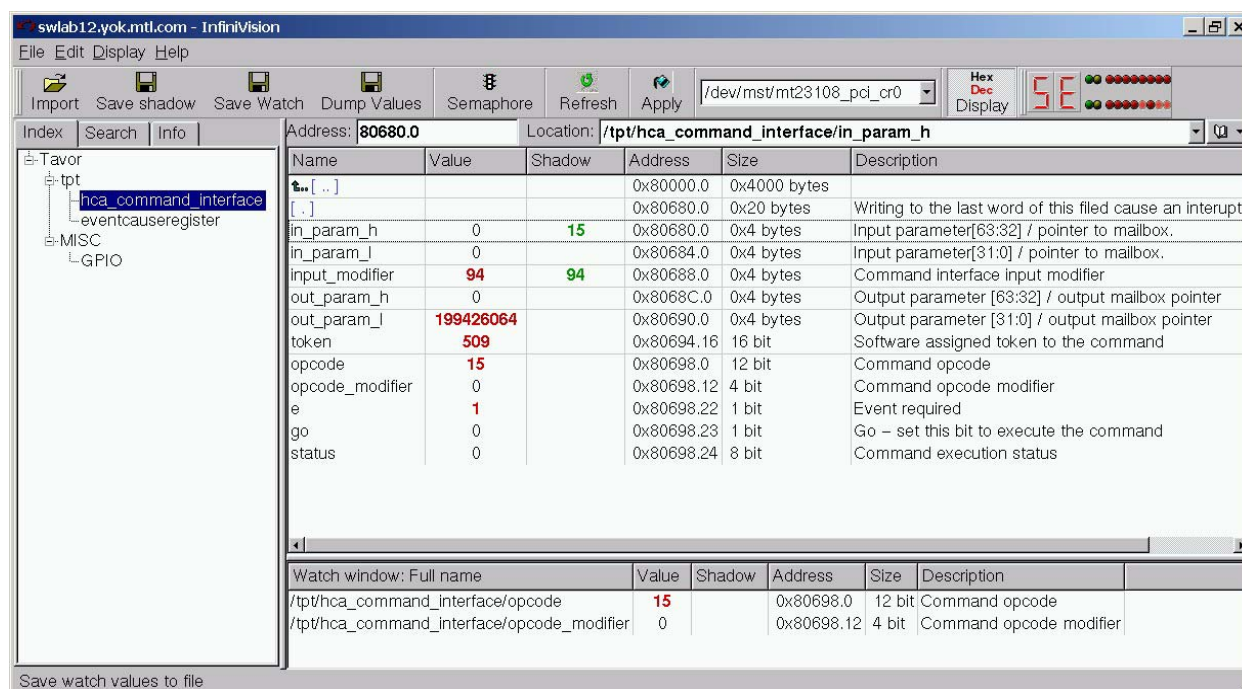 swlab12.yok.mtl.com - InfiniVision
File Edit Display Help
Import Save shadow Save Watch Dump Values Semaphore Refresh Apply /dev/mst/mt23108_pci_cr0 Hex Dec Display SE
Index Search Info Address: 80680.0 Location: /tpt/hca_command_interface/in_param_h
Tavor
tpt
hca_command_interface
eventcauseregister
MISC
GPIO
Name Value Shadow Address Size Description
[ .. ] 0x80000.0 0x4000 bytes
[ . ] 0x80680.0 0x20 bytes Writing to the last word of this filed cause an interupt
in_param_h 0 15 0x80680.0 0x4 bytes Input parameter[63:32] / pointer to mailbox.
in_param_l 0 0x80684.0 0x4 bytes Input parameter[31:0] / pointer to mailbox.
input_modifier 94 94 0x80688.0 0x4 bytes Command interface input modifier
out_param_h 0 0x8068C.0 0x4 bytes Output parameter [63:32] / output mailbox pointer
out_param_l 199426064 0x80690.0 0x4 bytes Output parameter [31:0] / output mailbox pointer
token 509 0x80694.16 16 bit Software assigned token to the command
opcode 15 0x80698.0 12 bit Command opcode
opcode_modifier 0 0x80698.12 4 bit Command opcode modifier
e 1 0x80698.22 1 bit Event required
go 0 0x80698.23 1 bit Go – set this bit to execute the command
status 0 0x80698.24 8 bit Command execution status
Watch window: Full name Value Shadow Address Size Description
/tpt/hca_command_interface/opcode 15 0x80698.0 12 bit Command opcode
/tpt/hca_command_interface/opcode_modifier 0 0x80698.12 4 bit Command opcode modifier
Save watch values to file